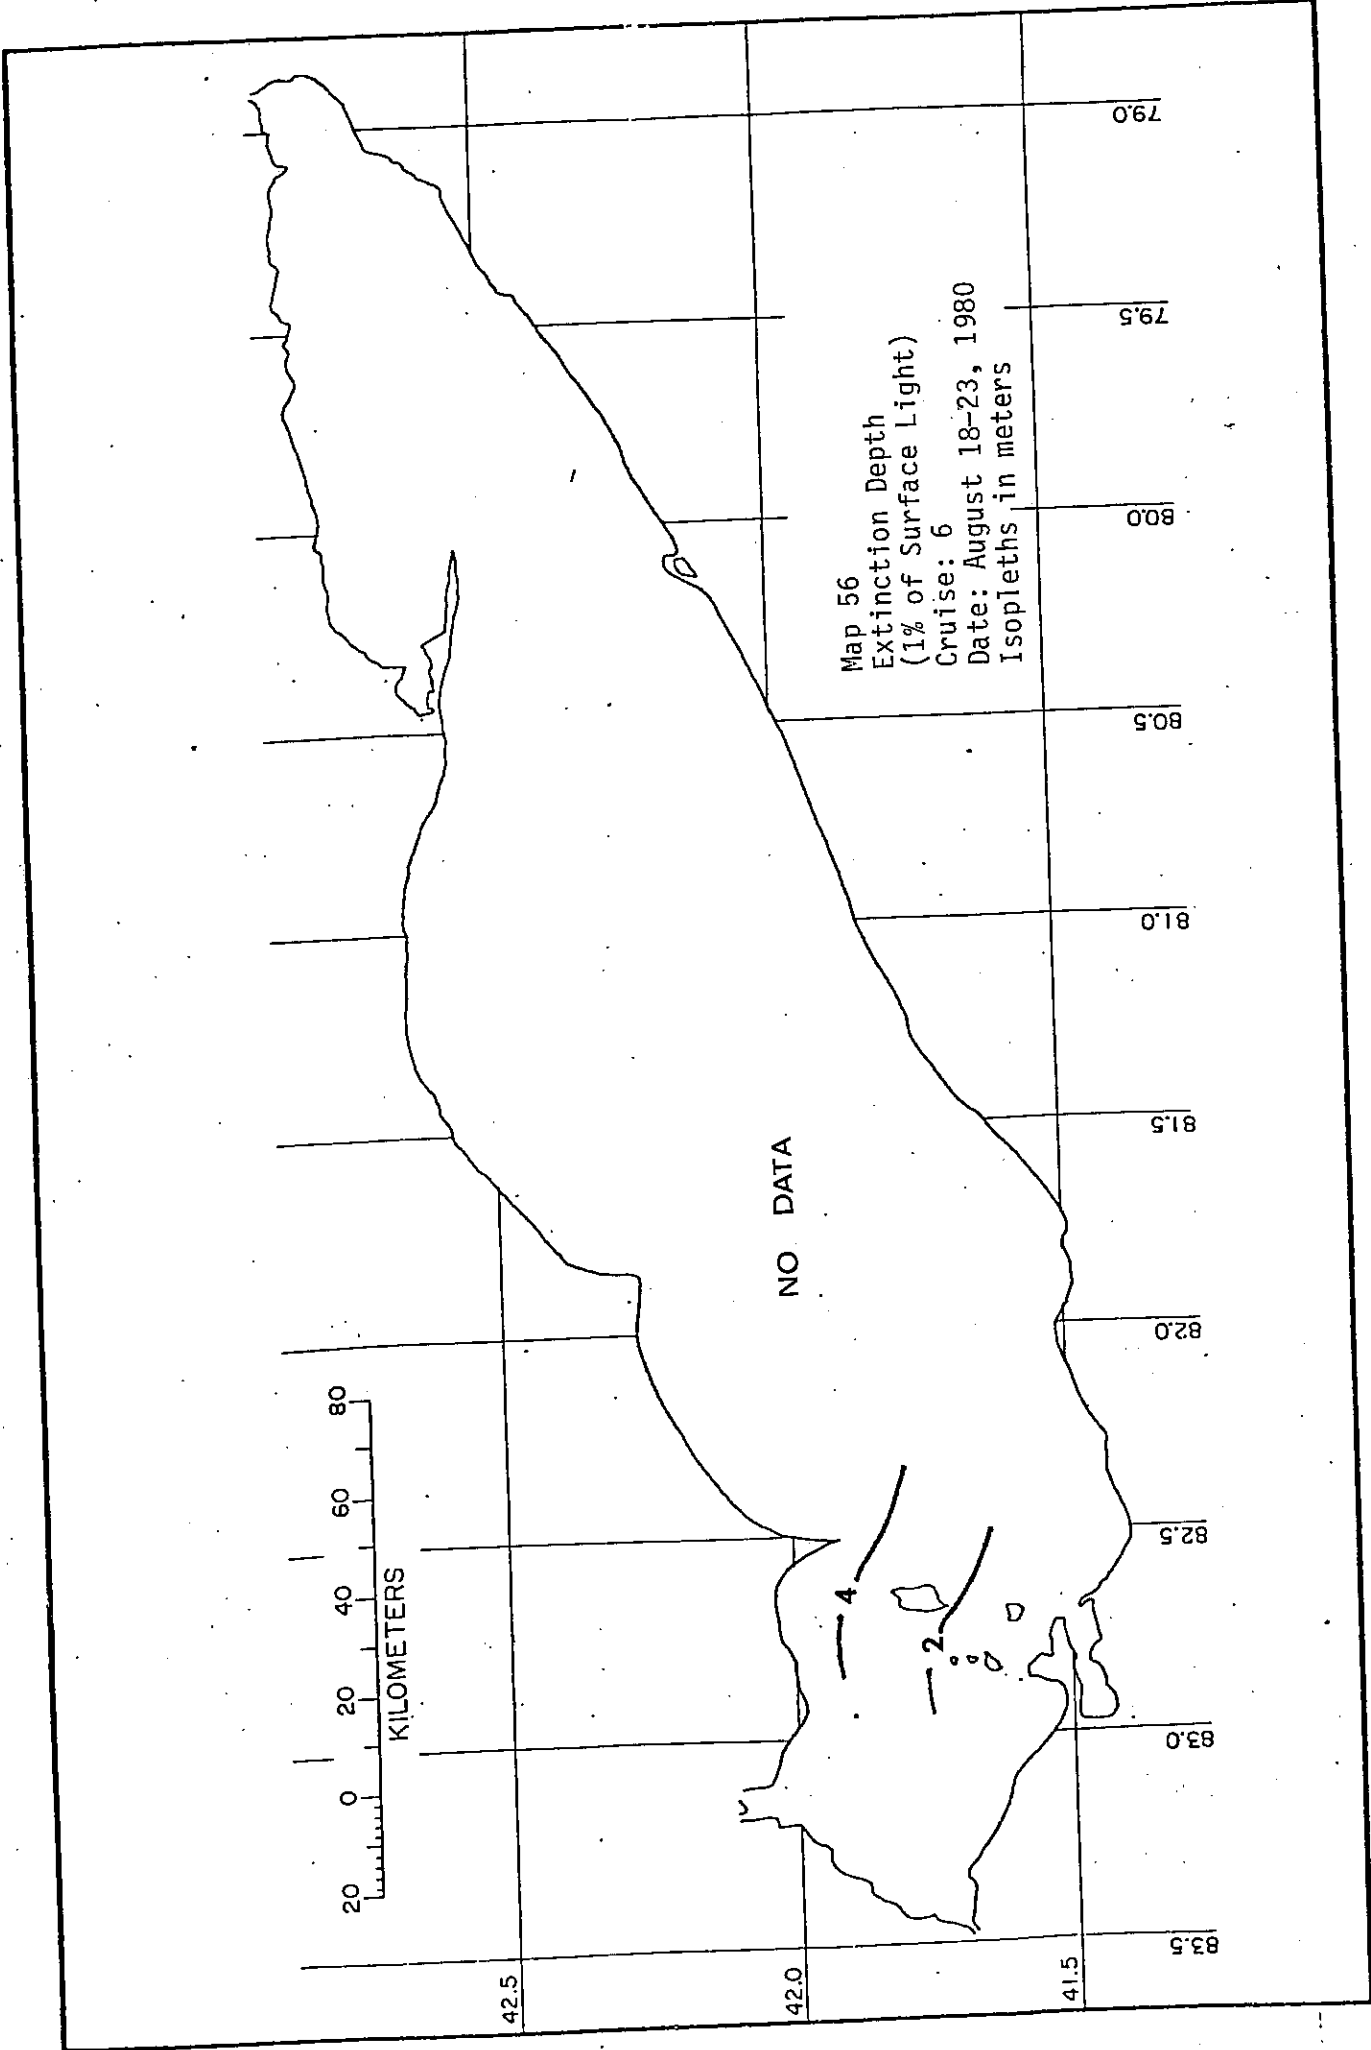 Map 56
Extinction Depth
(1% of Surface Light)
Cruise: 6
Date: August 18-23, 1980
Isopleths in meters
NO DATA
4
2
20 0 20 40 60 80
KILOMETERS
42.5
42.0
41.5
83.5
83.0
82.5
82.0
81.5
81.0
80.5
80.0
79.5
79.0